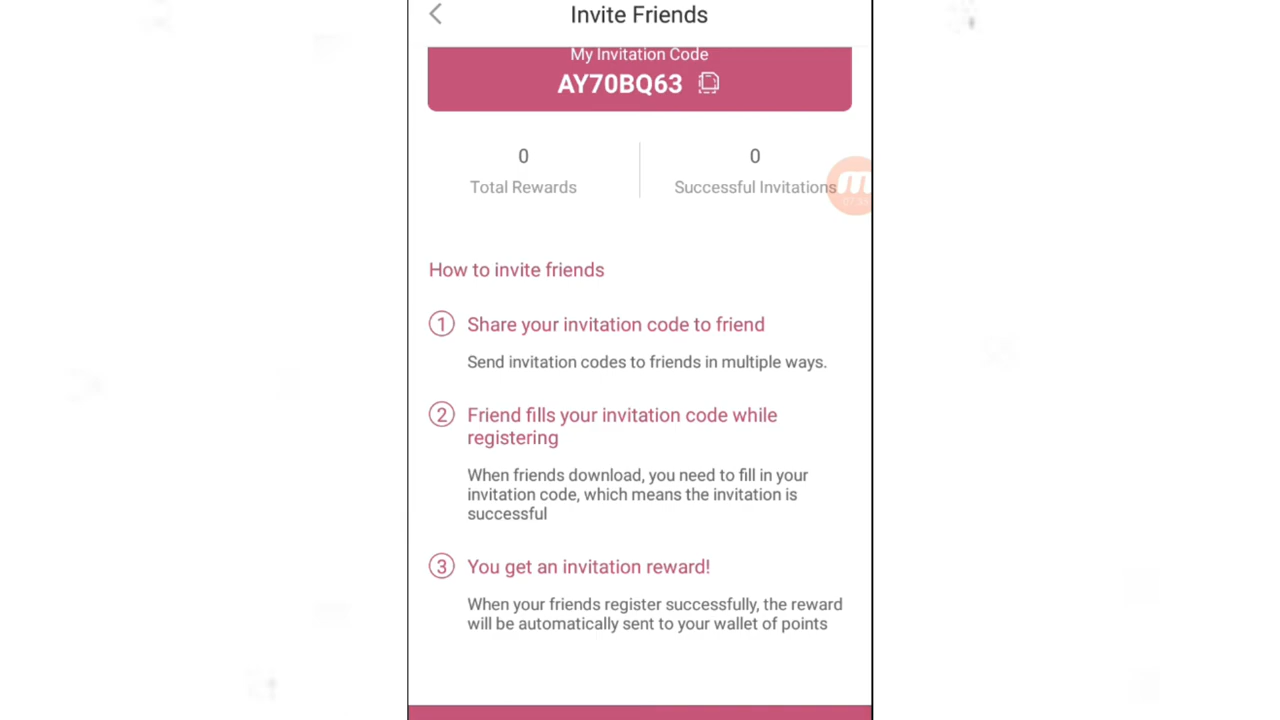 Invite Friends
My Invitation Code
AY70BQ63
0
Total Rewards
0
Successful Invitations
How to invite friends
1 Share your invitation code to friend
Send invitation codes to friends in multiple ways.
2 Friend fills your invitation code while
registering
When friends download, you need to fill in your
invitation code, which means the invitation is
successful
3 You get an invitation reward!
When your friends register successfully, the reward
will be automatically sent to your wallet of points